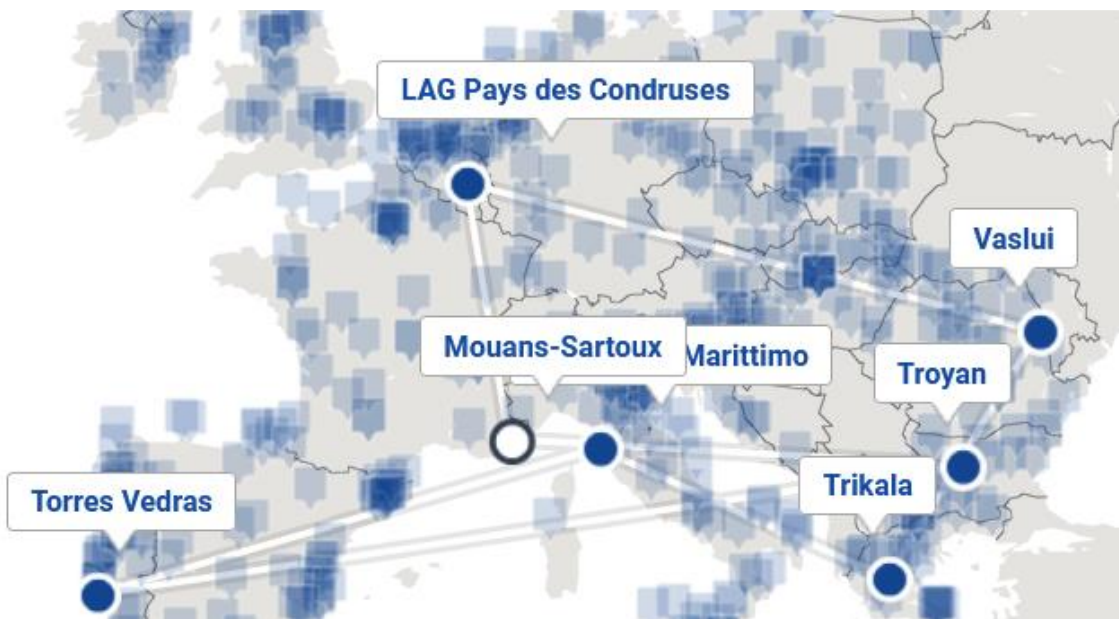 LAG Pays des Condruses
Vaslui
Mouans-Sartoux
Marittimo
Troyan
Trikala
Torres Vedras